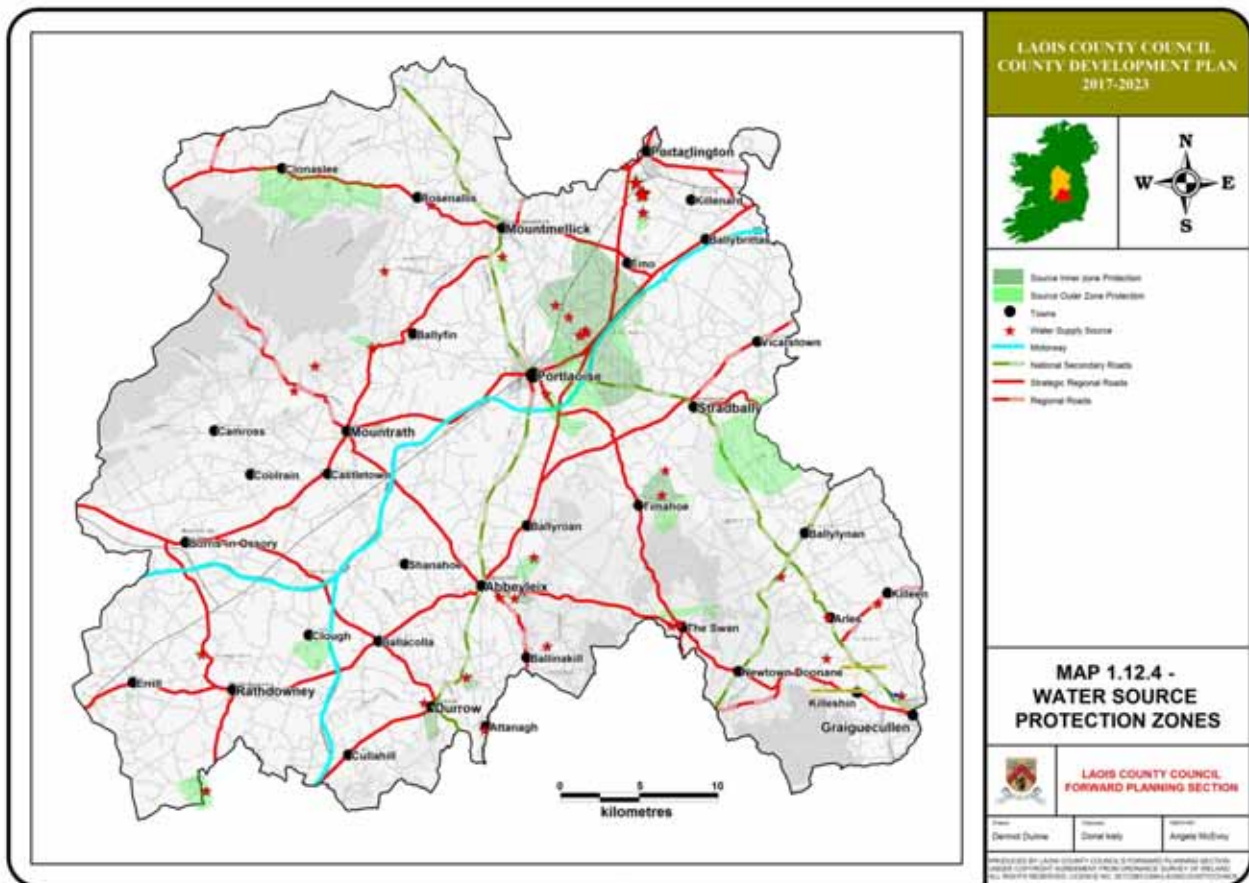 LAOIS COUNTY COUNCIL
COUNTY DEVELOPMENT PLAN
2017-2023
N
W
E
S
Source Inner zone Protection
Source Outer Zone Protection
Towns
Water Supply Source
Motorway
National Secondary Roads
Strategic Regional Roads
Regional Roads
Portarlington
Clonaslee
Rosenallis
Killenard
Mountmellick
Ballybrittas
Emo
Ballyfin
Vicarstown
Portlaoise
Stradbally
Camross
Mountrath
Coolrain
Castletown
Timahoe
Ballyroan
Ballylynan
Borris-in-Ossory
Shanahoe
Abbeyleix
Killeen
Arles
The Swan
Clough
Ballacolla
Ballinakill
Newtown-Doonane
Errill
Rathdowney
Killeshin
Durrow
Graiguecullen
Attanagh
Cullahill
0 5 10
kilometres
MAP 1.12.4 -
WATER SOURCE
PROTECTION ZONES
LAOIS COUNTY COUNCIL
FORWARD PLANNING SECTION
Dermot Dunne
Angela McEvoy